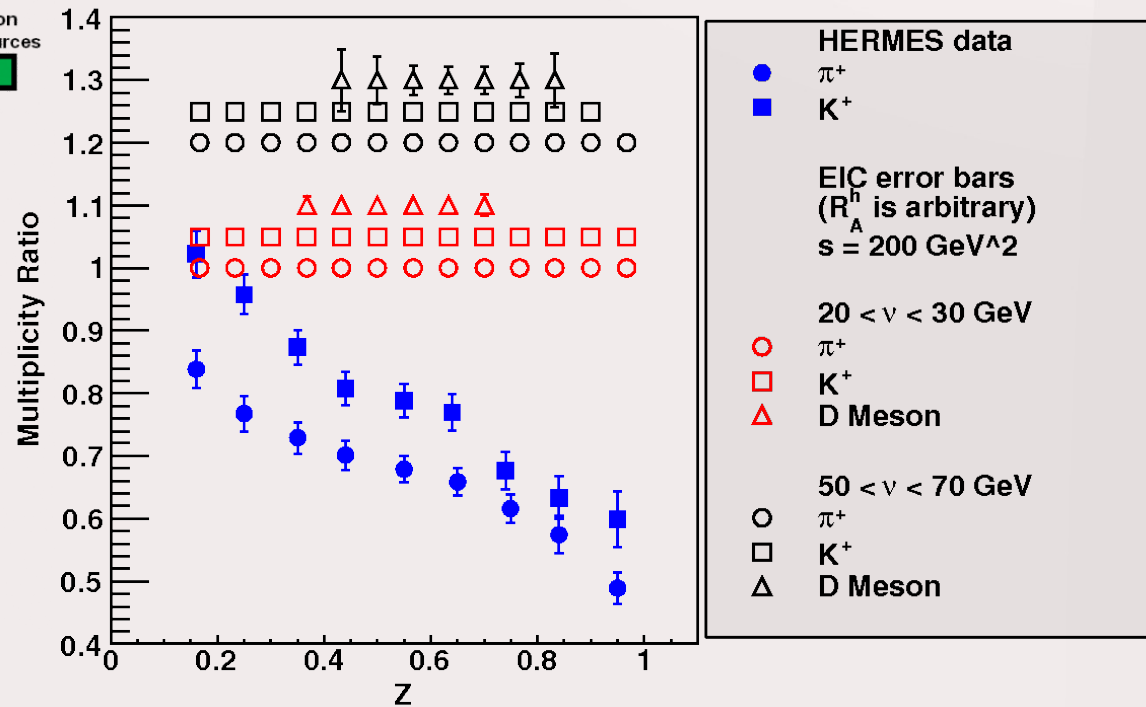 on
urces
1.4
1.3
1.2
1.1
1
0.9
0.8
0.7
0.6
0.5
0.4
Multiplicity Ratio
0
0.2
0.4
0.6
0.8
1
Z
HERMES data
π+
K+
EIC error bars
(R_A^h is arbitrary)
s = 200 GeV^2
20 < ν < 30 GeV
π+
K+
D Meson
50 < ν < 70 GeV
π+
K+
D Meson